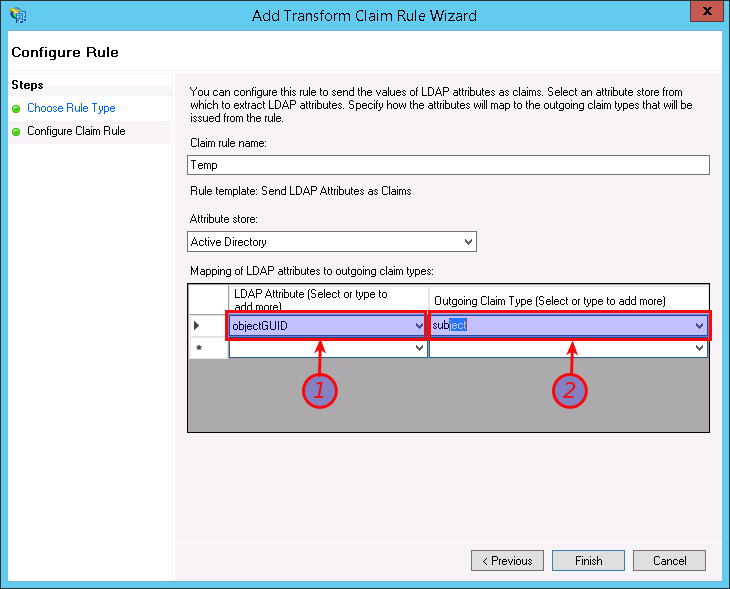 Add Transform Claim Rule Wizard
x
Configure Rule
Steps
Choose Rule Type
Configure Claim Rule
You can configure this rule to send the values of LDAP attributes as claims. Select an attribute store from
which to extract LDAP attributes. Specify how the attributes will map to the outgoing claim types that will be
issued from the rule.
Claim rule name:
Temp
Rule template: Send LDAP Attributes as Claims
Attribute store:
Active Directory
Mapping of LDAP attributes to outgoing claim types:
LDAP Attribute (Select or type to
add more)
Outgoing Claim Type (Select or type to add more)
objectGUID
subject
*
1
2
< Previous
Finish
Cancel